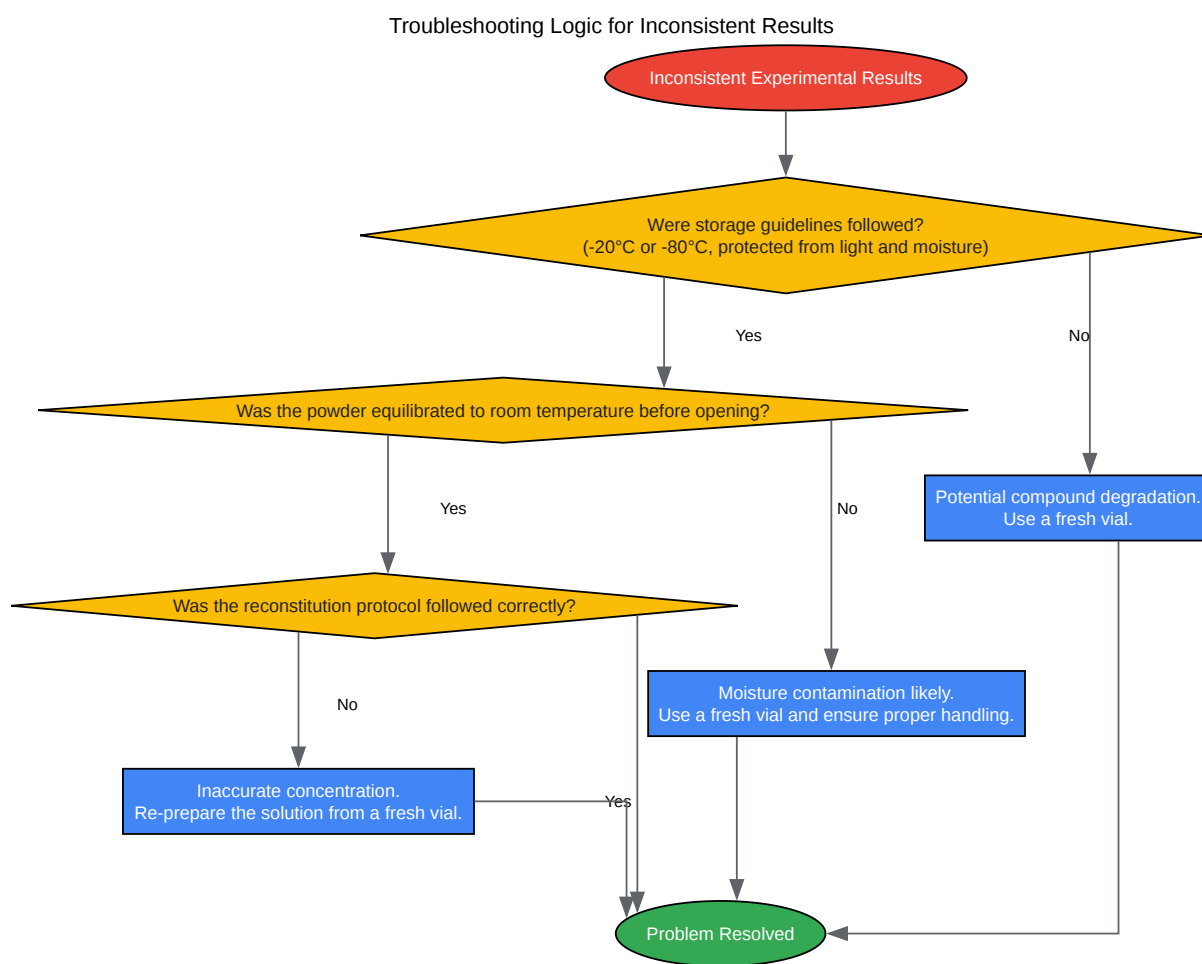 Troubleshooting Logic for Inconsistent Results
Inconsistent Experimental Results
Were storage guidelines followed?
(-20°C or -80°C, protected from light and moisture)
Yes
No
Was the powder equilibrated to room temperature before opening?
Potential compound degradation.
Use a fresh vial.
Yes
No
Was the reconstitution protocol followed correctly?
Moisture contamination likely.
Use a fresh vial and ensure proper handling.
No
Inaccurate concentration.
Re-prepare the solution from a fresh vial.
Yes
Problem Resolved